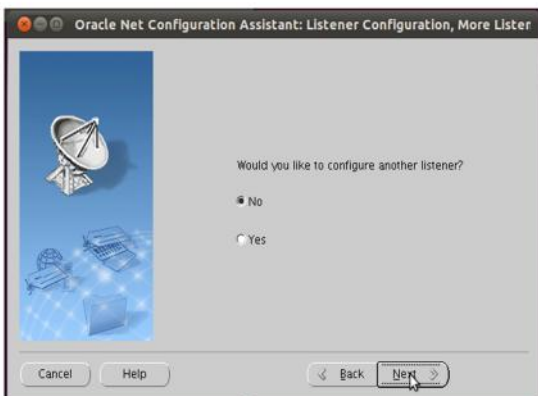 Oracle Net Configuration Assistant: Listener Configuration, More Lister
Would you like to configure another listener?
No
Yes
Cancel
Help
Back
Next